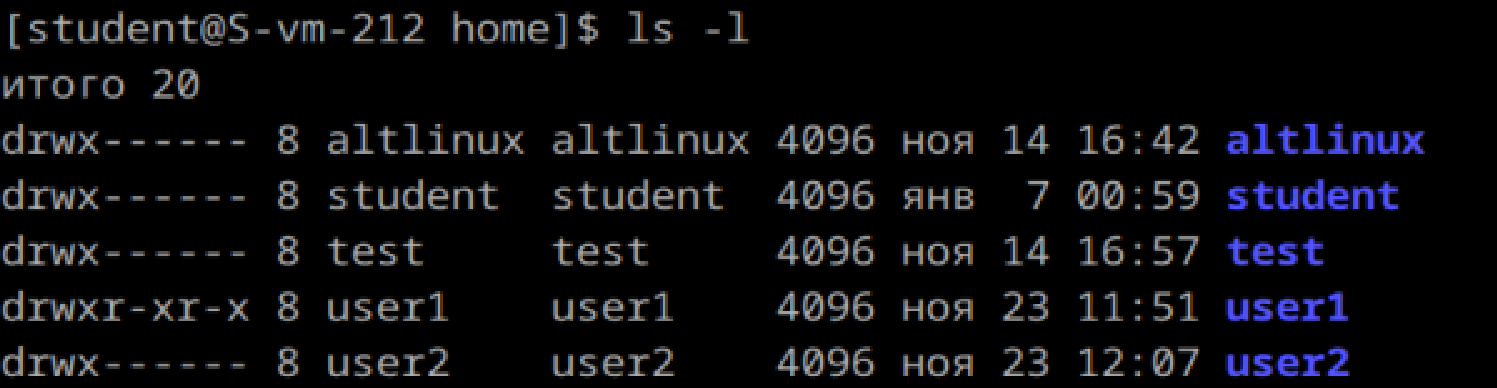 [student@S-vm-212 home]$ ls -l
итого 20
drwx------ 8 altlinux altlinux 4096 ноя 14 16:42 altlinux
drwx------ 8 student  student  4096 янв  7 00:59 student
drwx------ 8 test     test     4096 ноя 14 16:57 test
drwxr-xr-x 8 user1    user1    4096 ноя 23 11:51 user1
drwx------ 8 user2    user2    4096 ноя 23 12:07 user2